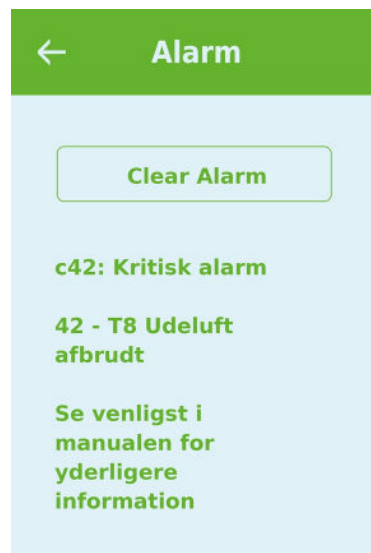 ← Alarm
Clear Alarm
c42: Kritisk alarm
42 - T8 Udeluft
afbrudt
Se venligst i
manualen for
yderligere
information